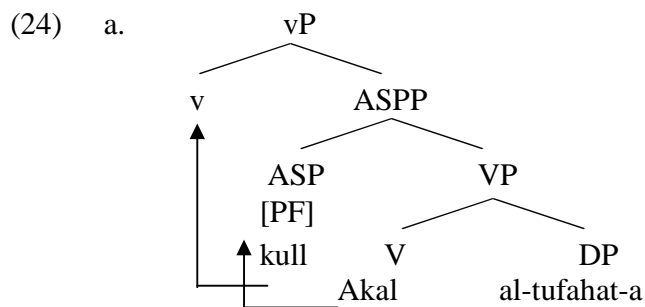 (24) a. vP
v ASPP
ASP VP
[PF]
kull V DP
Akal al-tufahat-a